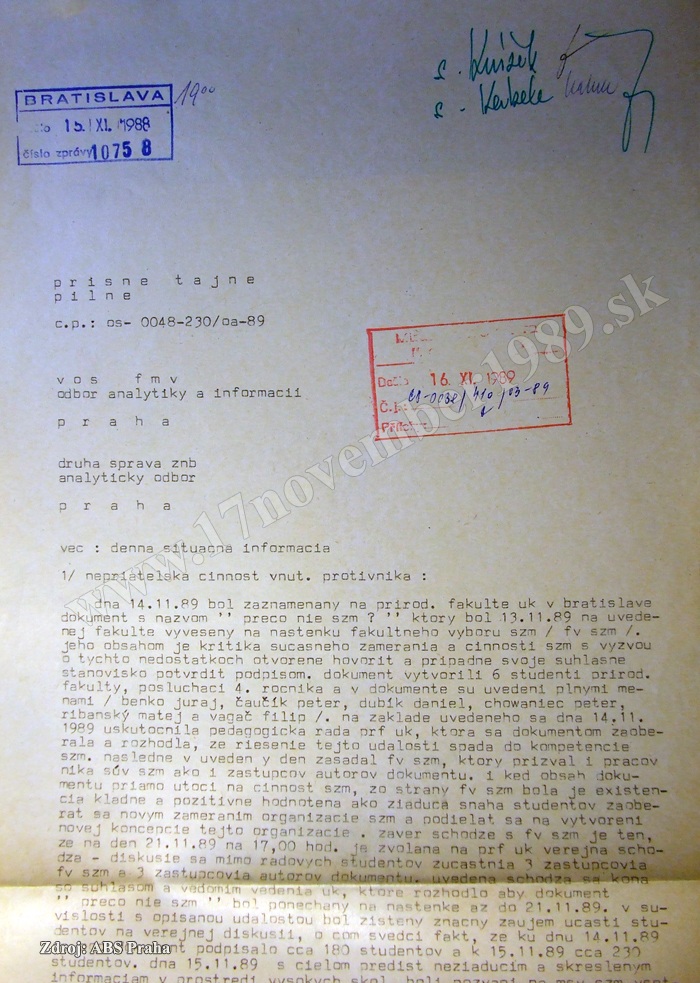 BRATISLAVA
15. XI. 1988
číslo zprávy 1075 8
19⁰⁰
s.
s.
p r i s n e   t a j n e
p i l n e
c.p.: os- 0048-230/oa-89
v o s   f m v
odbor analytiky a informacii
p r a h a
Došlo 16. XI. 1989
Č.j.
Přílohy
druha sprava znb
analyticky odbor
p r a h a
vec : denna situacna informacia
1/ nepriatelska cinnost vnut. protivnika :
dna 14.11.89 bol zaznamenany na prirod. fakulte uk v bratislave
dokument s nazvom '' preco nie szm ? '' ktory bol 13.11.89 na uvede-
nej fakulte vyveseny na nastenku fakultneho vyboru szm / fv szm /.
jeho obsahom je kritika sucasneho zamerania a cinnosti szm s vyzvou
o tychto nedostatkoch otvorene hovorit a pripadne svoje suhlasne
stanovisko potvrdit podpisom. dokument vytvorili 6 studenti prirod.
fakulty, posluchaci 4. rocnika a v dokumente su uvedeni plnymi me-
nami / benko juraj, čaučik peter, dubik daniel, chowaniec peter,
ribanský matej a vagač filip /. na zaklade uvedeneho sa dna 14.11.
1989 uskutocnila pedagogicka rada prf uk, ktora sa dokumentom zaobe-
rala a rozhodla, ze riesenie tejto udalosti spada do kompetencie
szm. nasledne v uveden y den zasadal fv szm, ktory prizval i pracov
nika súv szm ako i zastupcov autorov dokumentu. i ked obsah doku-
mentu priamo utoci na cinnost szm, zo strany fv szm bola je existen-
cia kladne a pozitivne hodnotena ako ziaduca snaha studentov zaobe-
rat sa novym zameranim organizacie szm a podielat sa na vytvoreni
novej koncepcie tejto organizacie . zaver schodze s fv szm je ten,
ze na den 21.11.89 na 17,00 hod. je zvolana na prf uk verejna scho-
dza - diskusie sa mimo radovych studentov zucastnia 3 zastupcovia
fv szm a 3 zastupcovia autorov dokumentu. uvedena schodza sa kona
so suhlasom a vedomim vedenia uk, ktore rozhodlo aby dokument
'' preco nie szm '' bol ponechany na nastenke az do 21.11.89. v su-
vislosti s opisanou udalostou bol zisteny znacny zaujem ucasti stu-
dentov na verejnej diskusii, o com svedci fakt, ze ku dnu 14.11.89
podpisalo cca 180 studentov a k 15.11.89 cca 230
studentov. dna 15.11.89 s cielom predist neziaducim a skreslenym
informaciam v prostredi vysokych skol, boli pozvani na
www.17november1989.sk
Zdroj: ABS Praha